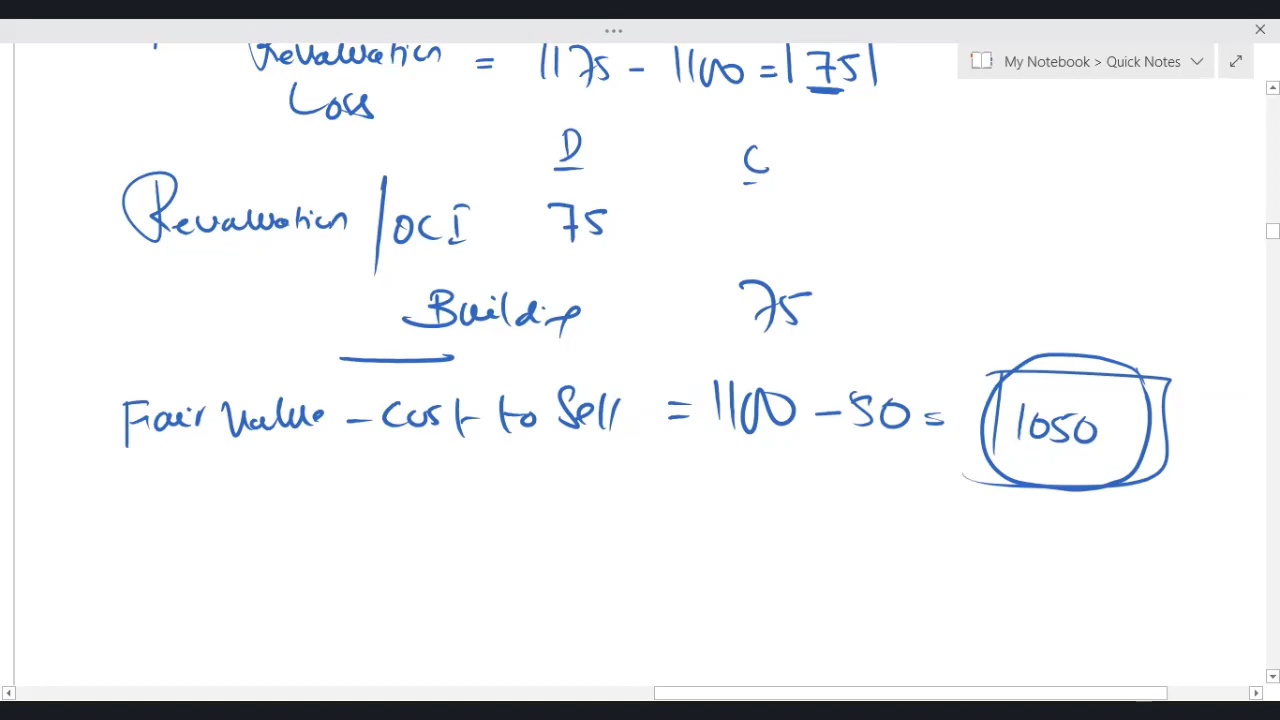 My Notebook > Quick Notes
Revaluation = 1175 - 1100 = |75|
Loss
D C
Revaluation / OCI 75
Building 75
Fair Value - Cost to Sell = 1100 - 50 = 1050